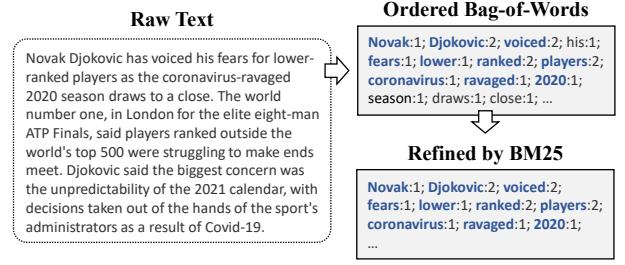 Raw Text
Novak Djokovic has voiced his fears for lower-
ranked players as the coronavirus-ravaged
2020 season draws to a close. The world
number one, in London for the elite eight-man
ATP Finals, said players ranked outside the
world's top 500 were struggling to make ends
meet. Djokovic said the biggest concern was
the unpredictability of the 2021 calendar, with
decisions taken out of the hands of the sport's
administrators as a result of Covid-19.
Ordered Bag-of-Words
Novak:1; Djokovic:2; voiced:2; his:1;
fears:1; lower:1; ranked:2; players:2;
coronavirus:1; ravaged:1; 2020:1;
season:1; draws:1; close:1; ...
Refined by BM25
Novak:1; Djokovic:2; voiced:2;
fears:1; lower:1; ranked:2; players:2;
coronavirus:1; ravaged:1; 2020:1;
...